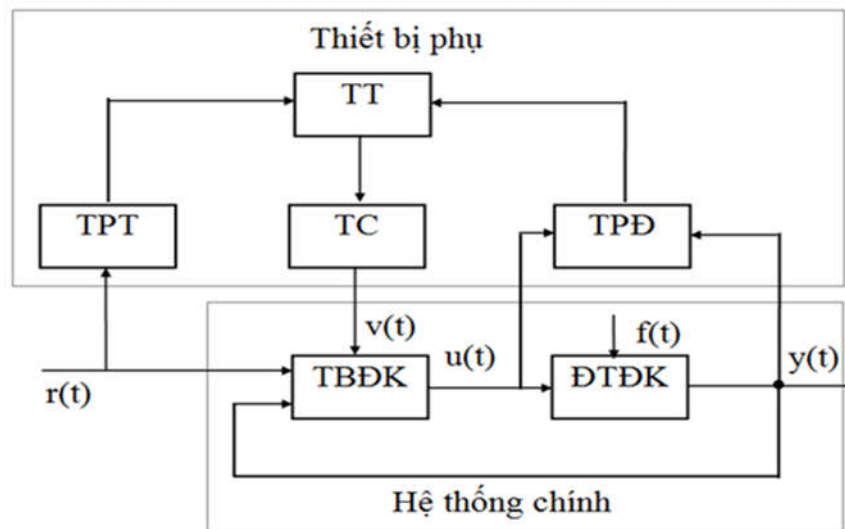 Thiết bị phụ
TT
TPT
TC
TPĐ
v(t)
f(t)
r(t)
TBĐK
u(t)
ĐTĐK
y(t)
Hệ thống chính